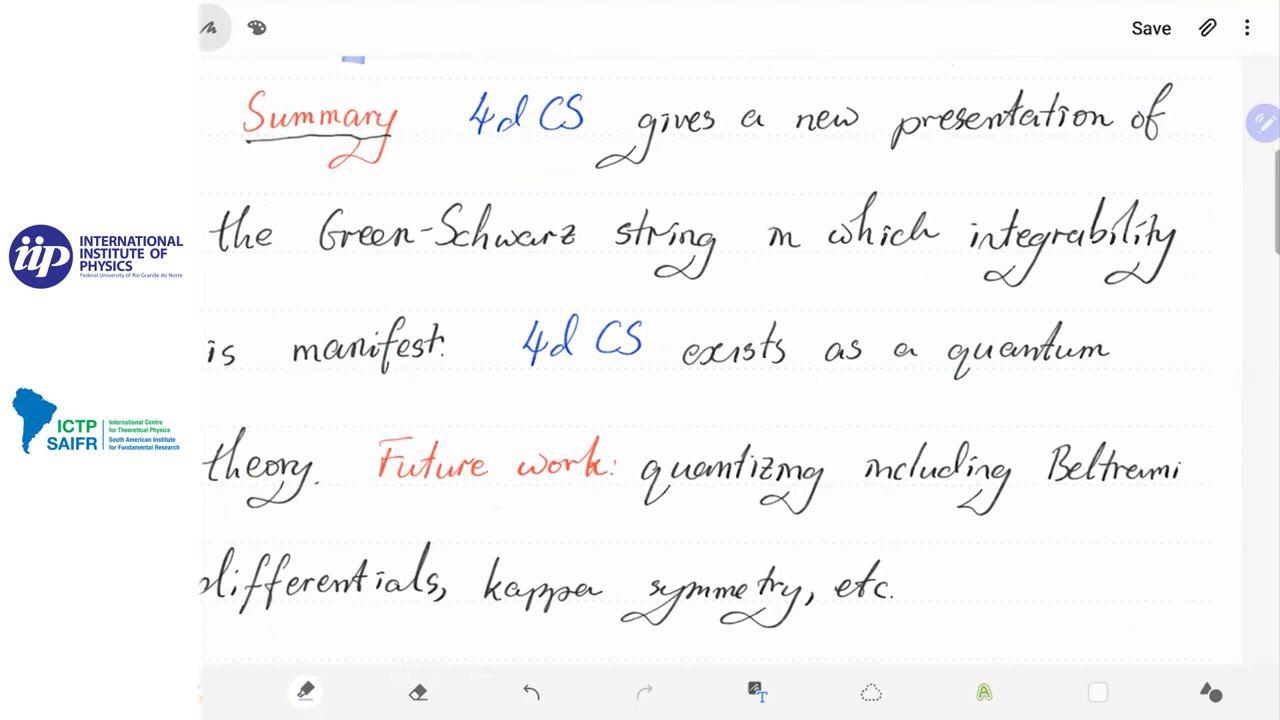 Save
Summary 4d CS gives a new presentation of
the Green-Schwarz string in which integrability
is manifest. 4d CS exists as a quantum
theory. Future work: quantizing including Beltrami
differentials, kappa symmetry, etc.
iip INTERNATIONAL
INSTITUTE OF
PHYSICS
Federal University of Rio Grande do Norte
ICTP
SAIFR
International Centre
for Theoretical Physics
South American Institute
for Fundamental Research
T
A